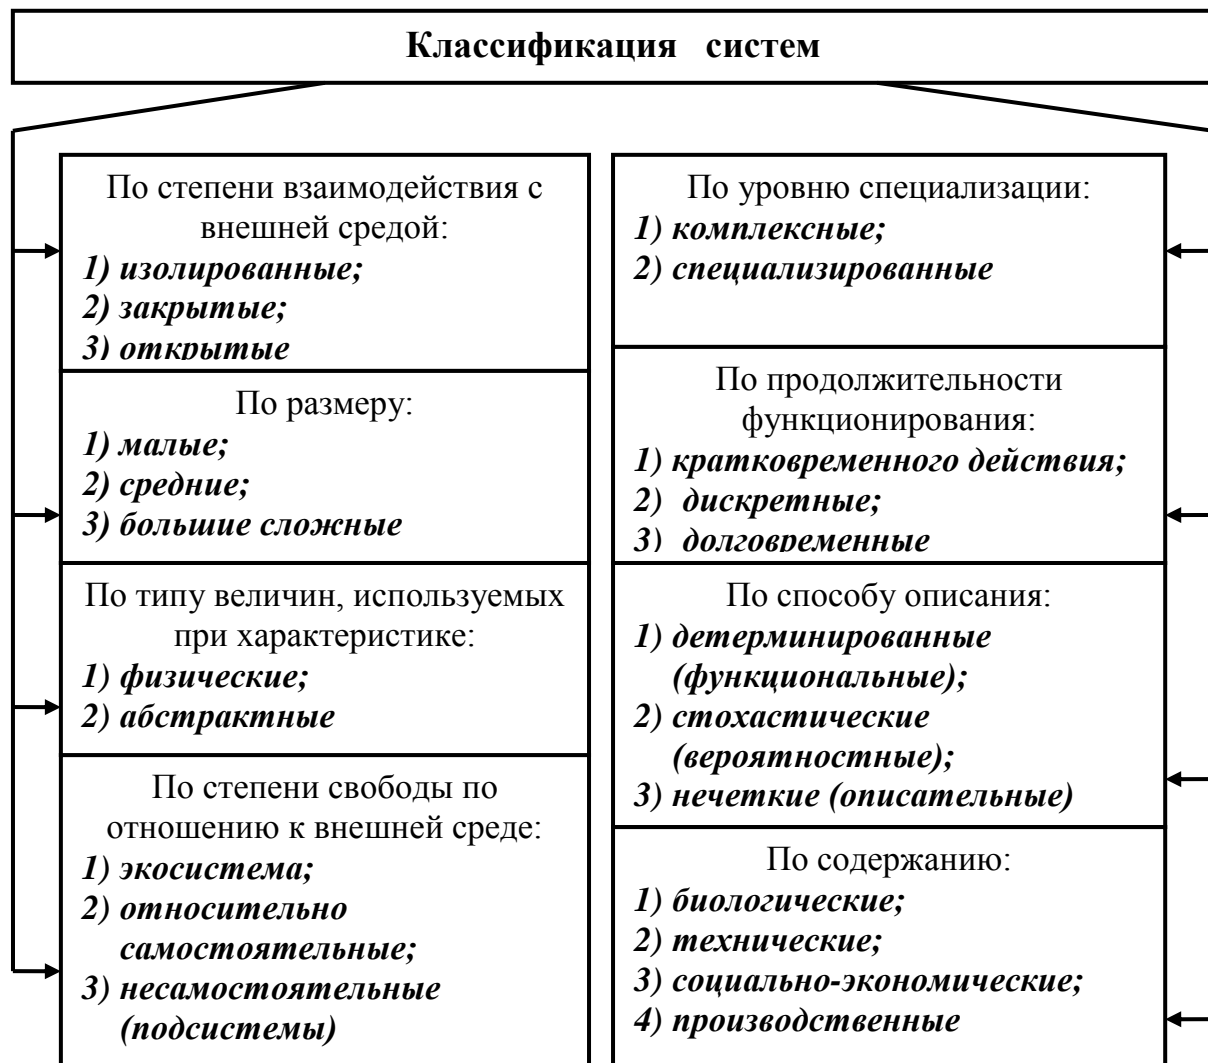 Классификация систем
По степени взаимодействия с
внешней средой:
1) изолированные;
2) закрытые;
3) открытые
По размеру:
1) малые;
2) средние;
3) большие сложные
По типу величин, используемых
при характеристике:
1) физические;
2) абстрактные
По степени свободы по
отношению к внешней среде:
1) экосистема;
2) относительно
самостоятельные;
3) несамостоятельные
(подсистемы)
По уровню специализации:
1) комплексные;
2) специализированные
По продолжительности
функционирования:
1) кратковременного действия;
2) дискретные;
3) долговременные
По способу описания:
1) детерминированные
(функциональные);
2) стохастические
(вероятностные);
3) нечеткие (описательные)
По содержанию:
1) биологические;
2) технические;
3) социально-экономические;
4) производственные